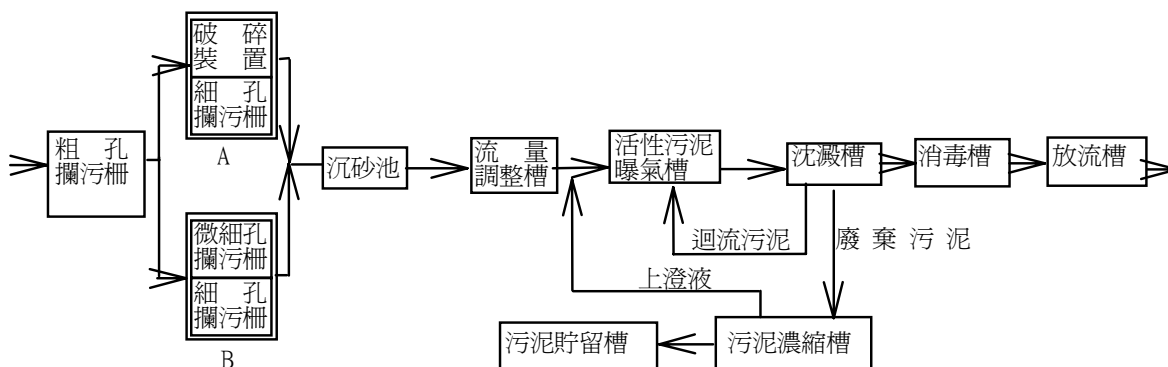 破 碎
裝 置
細 孔
攔污柵
A
粗 孔
攔污柵
微細孔
攔污柵
細 孔
攔污柵
B
沉砂池
流 量
調整槽
活性污泥
曝氣槽
沈澱槽
消毒槽
放流槽
迴流污泥
廢 棄 污 泥
上澄液
污泥貯留槽
污泥濃縮槽